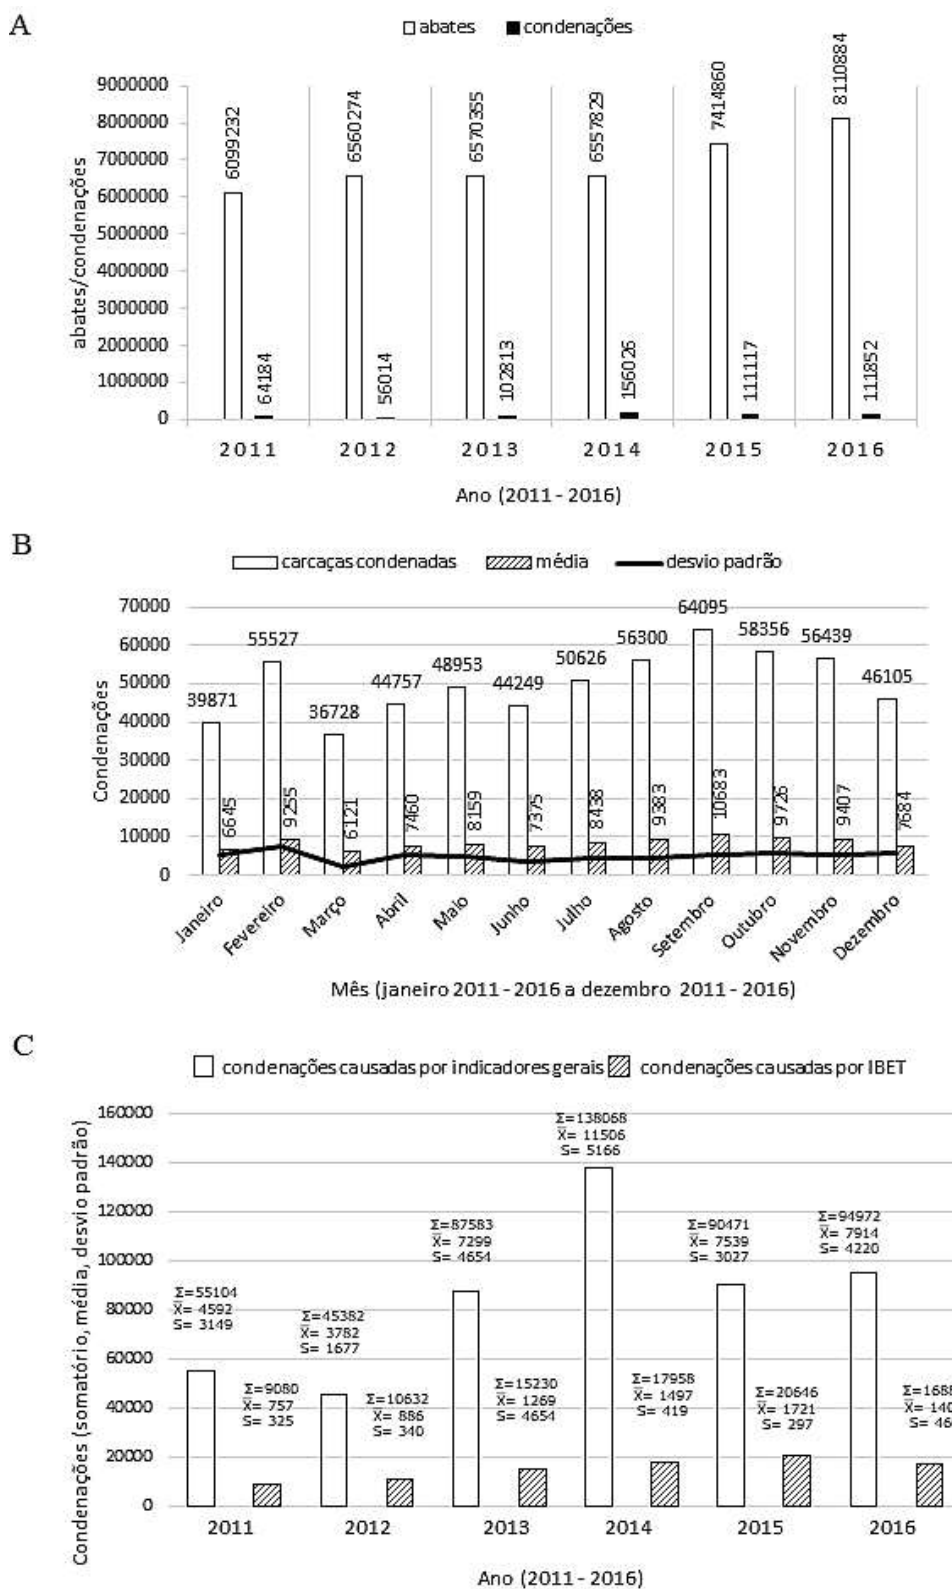 A
abates condenações
9000000
8000000
7000000
6000000
5000000
4000000
3000000
2000000
1000000
0
abates/condenações
6099232
64184
6560274
56014
6570355
102813
6557829
156026
7414860
111117
8110884
111852
2011 2012 2013 2014 2015 2016
Ano (2011 - 2016)
B
carcaças condenadas média desvio padrão
70000
60000
50000
40000
30000
20000
10000
0
Condenações
39871
55527
36728
44757
48953
44249
50626
56300
64095
58356
56439
46105
6645
9255
6121
7460
8159
7375
8438
9383
10683
9726
9407
7684
Janeiro
Fevereiro
Março
Abril
Maio
Junho
Julho
Agosto
Setembro
Outubro
Novembro
Dezembro
Mês (janeiro 2011 - 2016 a dezembro 2011 - 2016)
C
condenações causadas por indicadores gerais condenações causadas por IBET
160000
140000
120000
100000
80000
60000
40000
20000
0
Condenações (somatório, média, desvio padrão)
Σ=55104
X̅= 4592
S= 3149
Σ=9080
X̅= 757
S= 325
Σ=45382
X̅= 3782
S= 1677
Σ=10632
X̅= 886
S= 340
Σ=87583
X̅= 7299
S= 4654
Σ=15230
X̅= 1269
S= 4654
Σ=138068
X̅= 11506
S= 5166
Σ=17958
X̅= 1497
S= 419
Σ=90471
X̅= 7539
S= 3027
Σ=20646
X̅= 1721
S= 297
Σ=94972
X̅= 7914
S= 4220
Σ=1688
X̅= 140
S= 46
2011 2012 2013 2014 2015 2016
Ano (2011 - 2016)